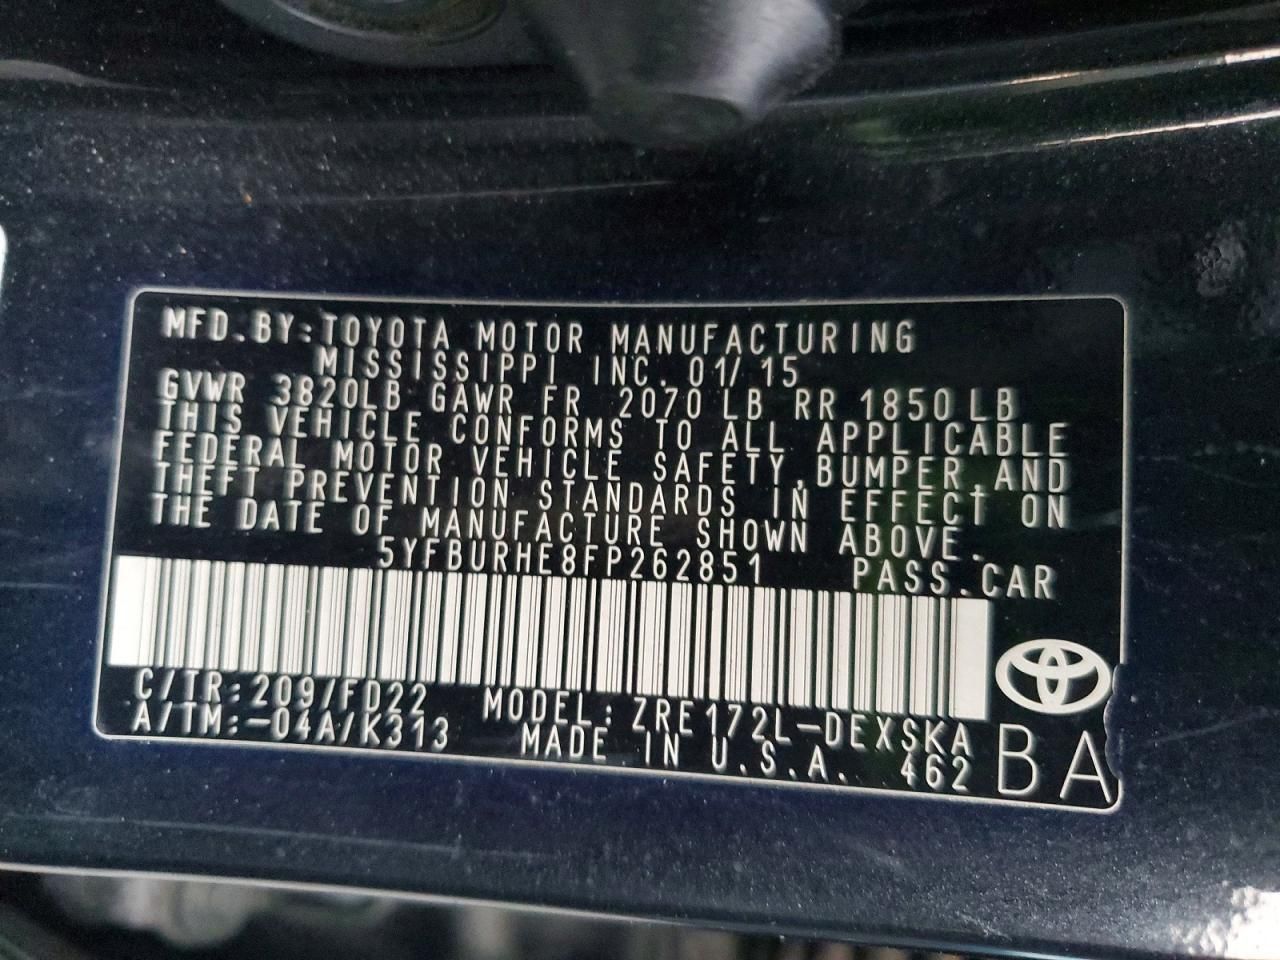 MFD.BY:TOYOTA MOTOR MANUFACTURING
MISSISSIPPI INC. 01/15
GVWR 3820LB GAWR FR 2070LB RR 1850LB
THIS VEHICLE CONFORMS TO ALL APPLICABLE
FEDERAL MOTOR VEHICLE SAFETY,BUMPER,AND
THEFT PREVENTION STANDARDS IN EFFECT ON
THE DATE OF MANUFACTURE SHOWN ABOVE.
5YFBURHE8FP262851 PASS.CAR
C/TR:209/FD22 MODEL:ZRE172L-DEXSKA
A/TM:-04A/K313 MADE IN U.S.A. 462
BA